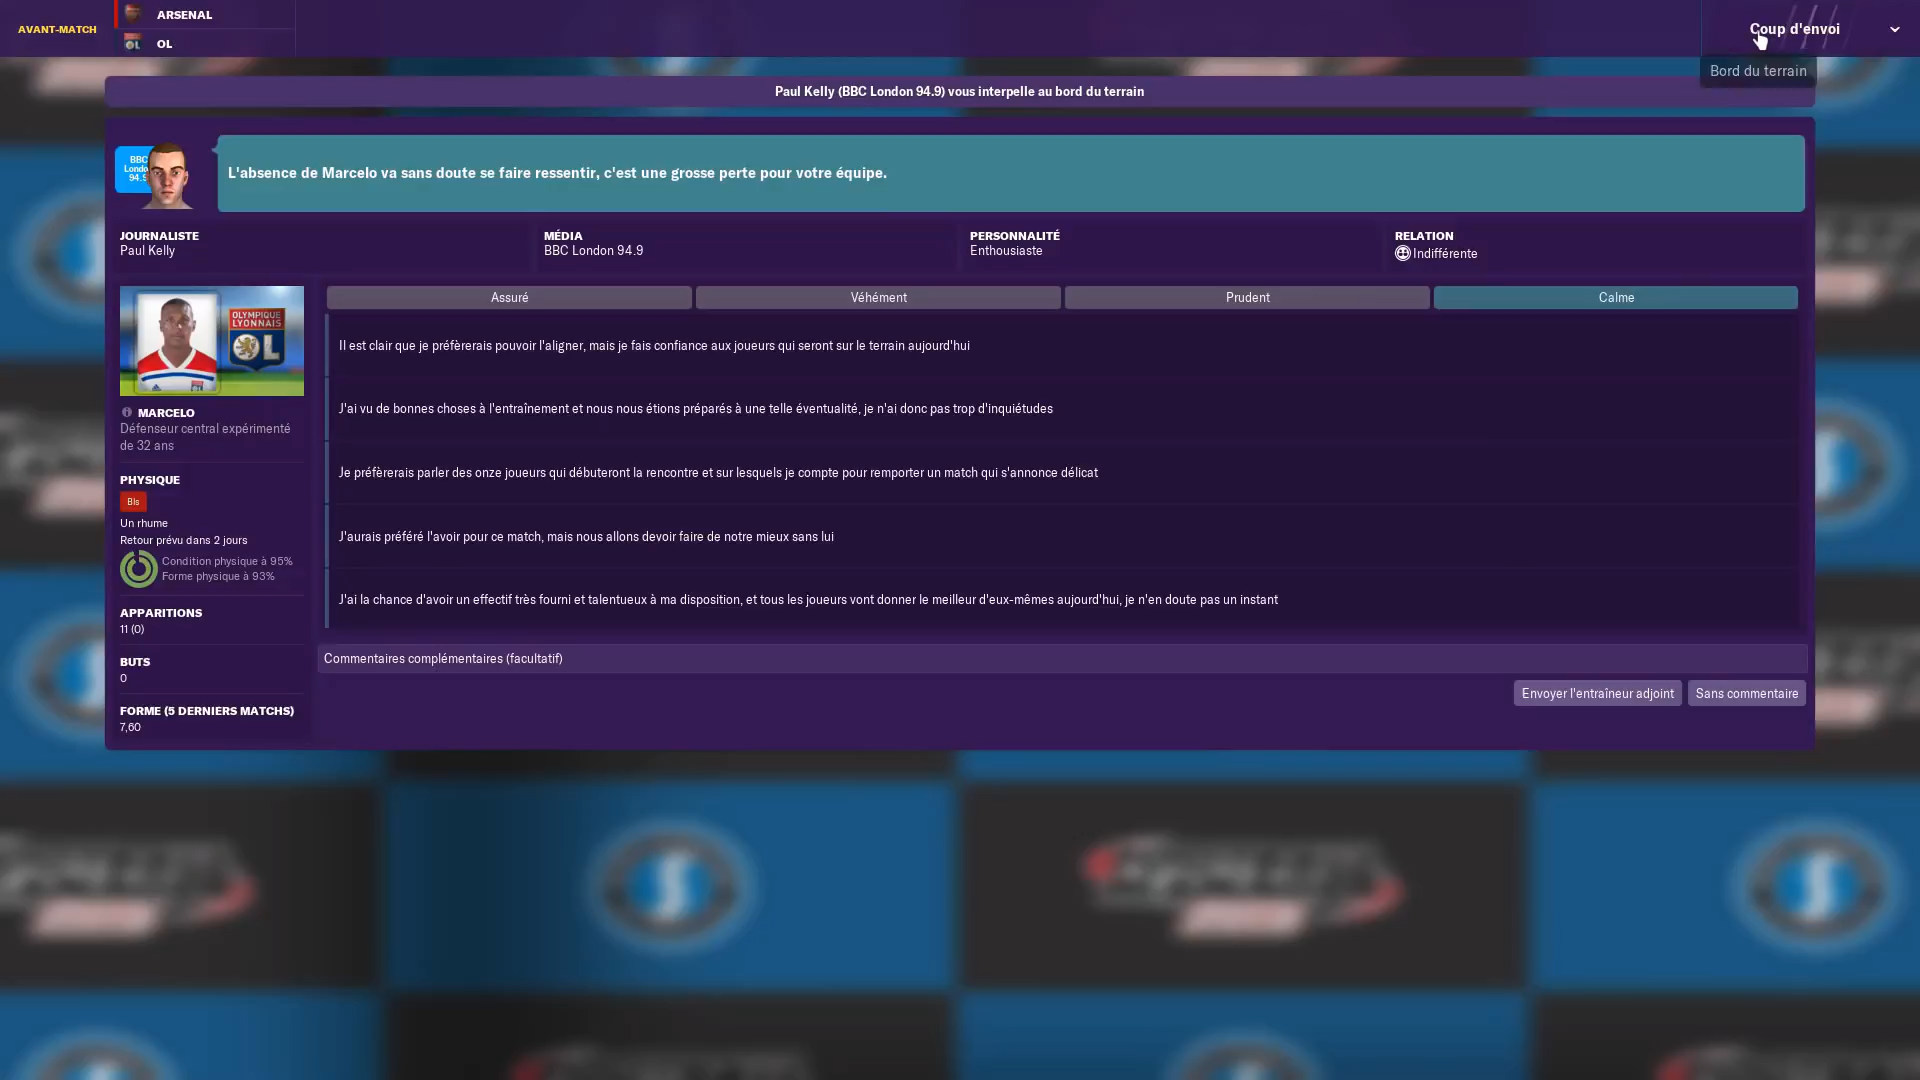 AVANT-MATCH
ARSENAL
OL
Coup d'envoi
Bord du terrain
Paul Kelly (BBC London 94.9) vous interpelle au bord du terrain
BBC
London
94.9
L'absence de Marcelo va sans doute se faire ressentir, c'est une grosse perte pour votre équipe.
JOURNALISTE
Paul Kelly
MÉDIA
BBC London 94.9
PERSONNALITÉ
Enthousiaste
RELATION
Indifférente
OLYMPIQUE
LYONNAIS
OL
Assuré
Véhément
Prudent
Calme
Il est clair que je préfèrerais pouvoir l'aligner, mais je fais confiance aux joueurs qui seront sur le terrain aujourd'hui
J'ai vu de bonnes choses à l'entraînement et nous nous étions préparés à une telle éventualité, je n'ai donc pas trop d'inquiétudes
Je préfèrerais parler des onze joueurs qui débuteront la rencontre et sur lesquels je compte pour remporter un match qui s'annonce délicat
J'aurais préféré l'avoir pour ce match, mais nous allons devoir faire de notre mieux sans lui
J'ai la chance d'avoir un effectif très fourni et talentueux à ma disposition, et tous les joueurs vont donner le meilleur d'eux-mêmes aujourd'hui, je n'en doute pas un instant
MARCELO
Défenseur central expérimenté
de 32 ans
PHYSIQUE
Bls
Un rhume
Retour prévu dans 2 jours
Condition physique à 95%
Forme physique à 93%
APPARITIONS
11 (0)
BUTS
0
FORME (5 DERNIERS MATCHS)
7,60
Commentaires complémentaires (facultatif)
Envoyer l'entraîneur adjoint
Sans commentaire